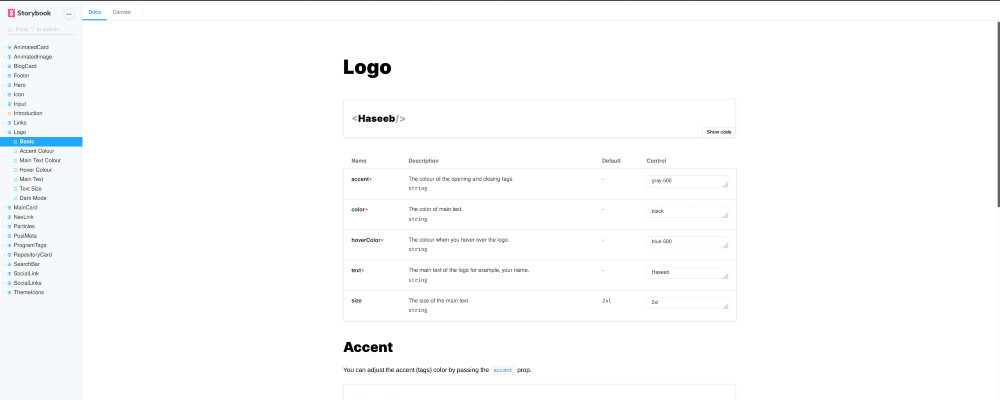 Storybook
Press "/" to search...
AnimatedCard
AnimatedImage
BlogCard
Footer
Hero
Icon
Input
Introduction
Links
Logo
Basic
Accent Colour
Main Text Colour
Hover Colour
Main Text
Text Size
Dark Mode
MainCard
NavLink
Particles
PostMeta
ProgramTags
RepositoryCard
SearchBar
SocialLink
SocialLinks
ThemeIcons
Docs Canvas
Logo
<Haseeb/>
Show code
Name Description Default Control
accent* The colour of the opening and closing tags. - gray-500
string
color* The color of main text. - black
string
hoverColor* The colour when you hover over the logo. - blue-500
string
text* The main text of the logo for example, your name. - Haseeb
string
size The size of the main text 2xl 2xl
string
Accent
You can adjust the accent (tags) color by passing the accent prop.